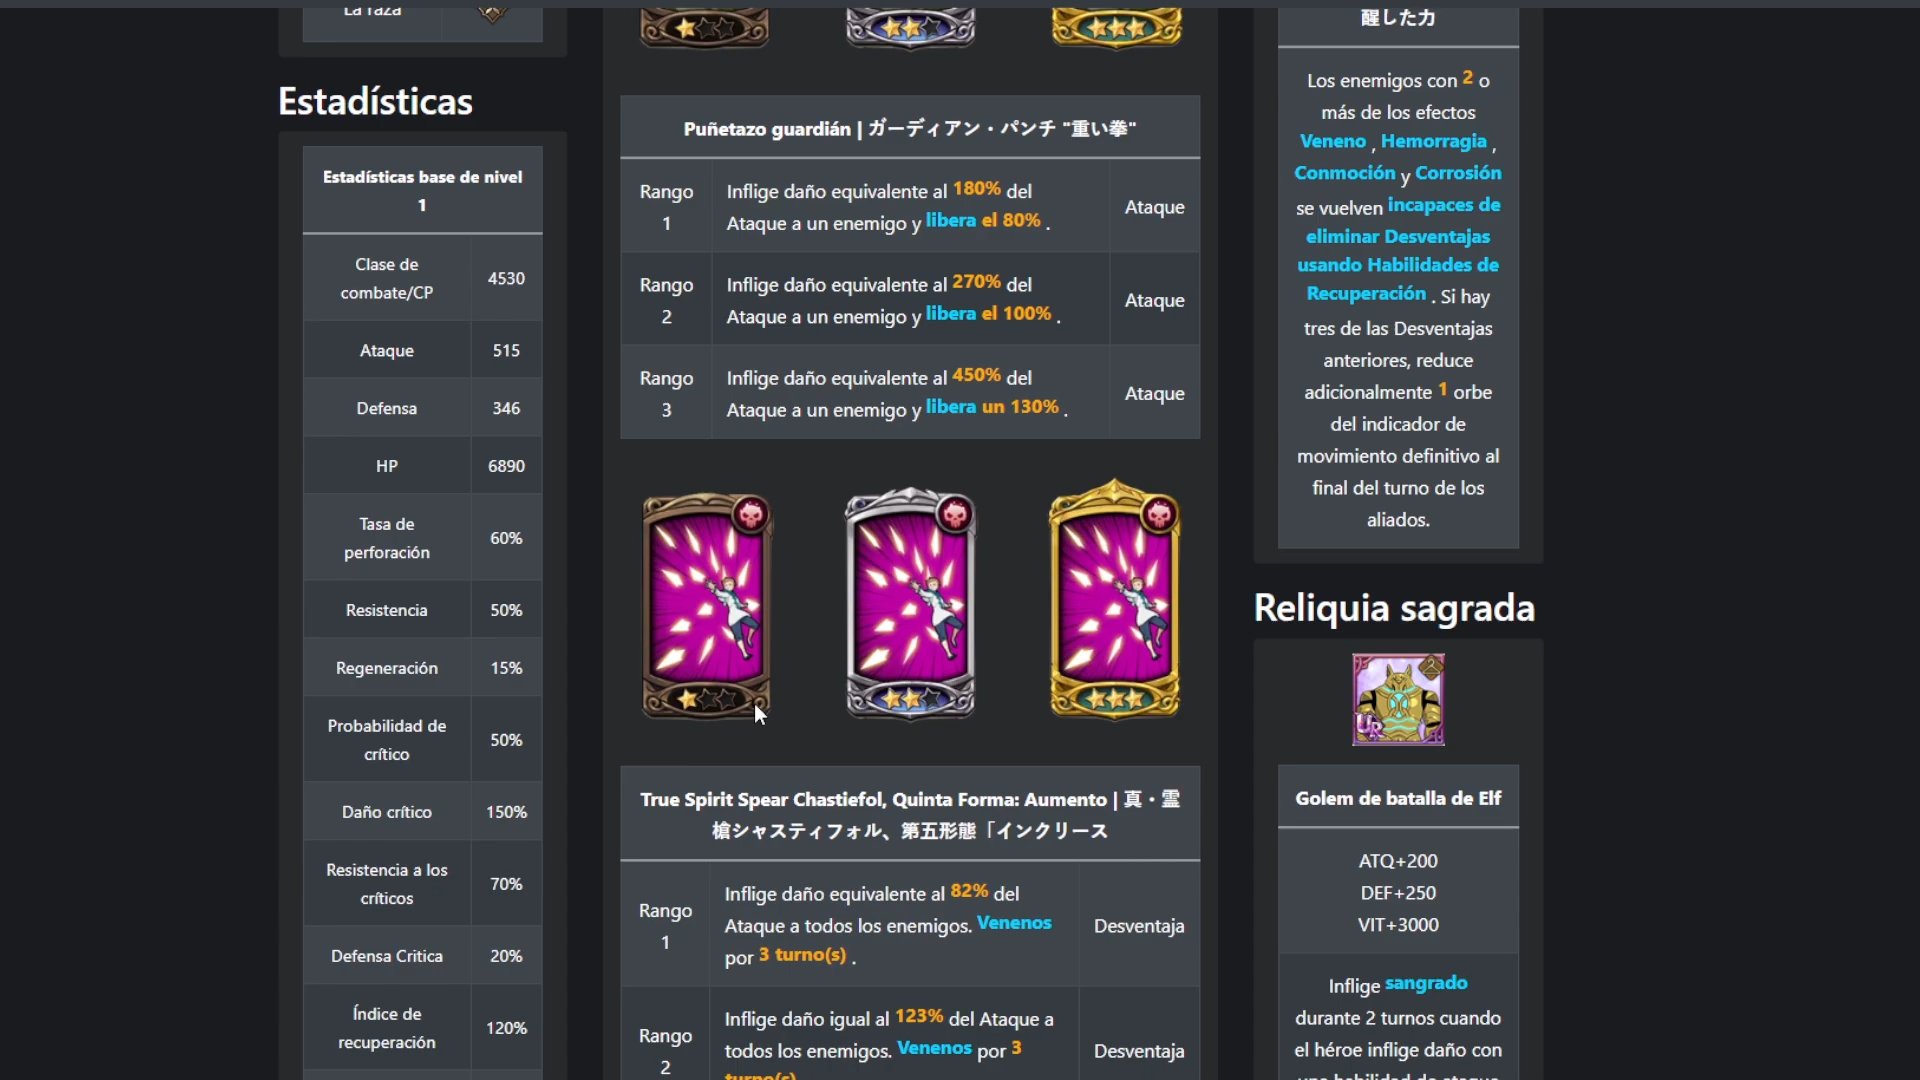 La raza
Estadísticas
Estadísticas base de nivel
1
Clase de
combate/CP
4530
Ataque
515
Defensa
346
HP
6890
Tasa de
perforación
60%
Resistencia
50%
Regeneración
15%
Probabilidad de
crítico
50%
Daño crítico
150%
Resistencia a los
críticos
70%
Defensa Critica
20%
Índice de
recuperación
120%
Puñetazo guardián | ガーディアン・パンチ "重い拳"
Rango
1
Inflige daño equivalente al 180% del
Ataque a un enemigo y libera el 80% .
Ataque
Rango
2
Inflige daño equivalente al 270% del
Ataque a un enemigo y libera el 100% .
Ataque
Rango
3
Inflige daño equivalente al 450% del
Ataque a un enemigo y libera un 130% .
Ataque
True Spirit Spear Chastiefol, Quinta Forma: Aumento | 真・霊
槍シャスティフォル、第五形態「インクリース
Rango
1
Inflige daño equivalente al 82% del
Ataque a todos los enemigos. Venenos
por 3 turno(s) .
Desventaja
Rango
2
Inflige daño igual al 123% del Ataque a
todos los enemigos. Venenos por 3
turno(s)
Desventaja
醒した力
Los enemigos con 2 o
más de los efectos
Veneno , Hemorragia ,
Conmoción y Corrosión
se vuelven incapaces de
eliminar Desventajas
usando Habilidades de
Recuperación . Si hay
tres de las Desventajas
anteriores, reduce
adicionalmente 1 orbe
del indicador de
movimiento definitivo al
final del turno de los
aliados.
Reliquia sagrada
UR
Golem de batalla de Elf
ATQ+200
DEF+250
VIT+3000
Inflige sangrado
durante 2 turnos cuando
el héroe inflige daño con
una habilidad de ataque